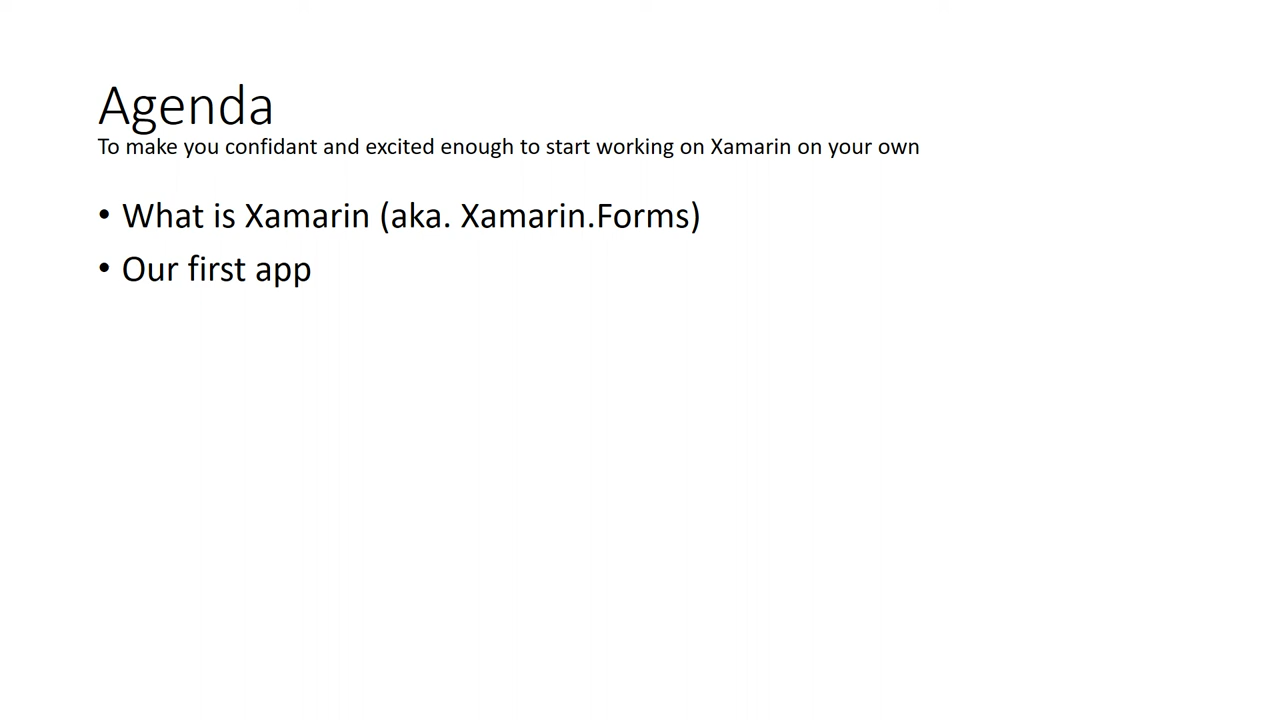 Agenda
To make you confidant and excited enough to start working on Xamarin on your own
• What is Xamarin (aka. Xamarin.Forms)
• Our first app